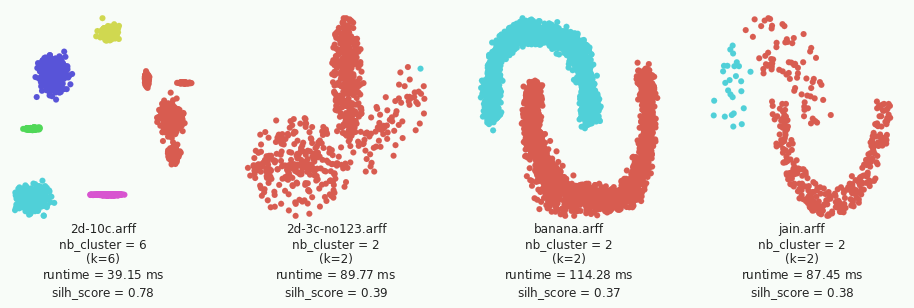 2d-10c.arff
nb_cluster = 6
(k=6)
runtime = 39.15 ms
silh_score = 0.78
2d-3c-no123.arff
nb_cluster = 2
(k=2)
runtime = 89.77 ms
silh_score = 0.39
banana.arff
nb_cluster = 2
(k=2)
runtime = 114.28 ms
silh_score = 0.37
jain.arff
nb_cluster = 2
(k=2)
runtime = 87.45 ms
silh_score = 0.38